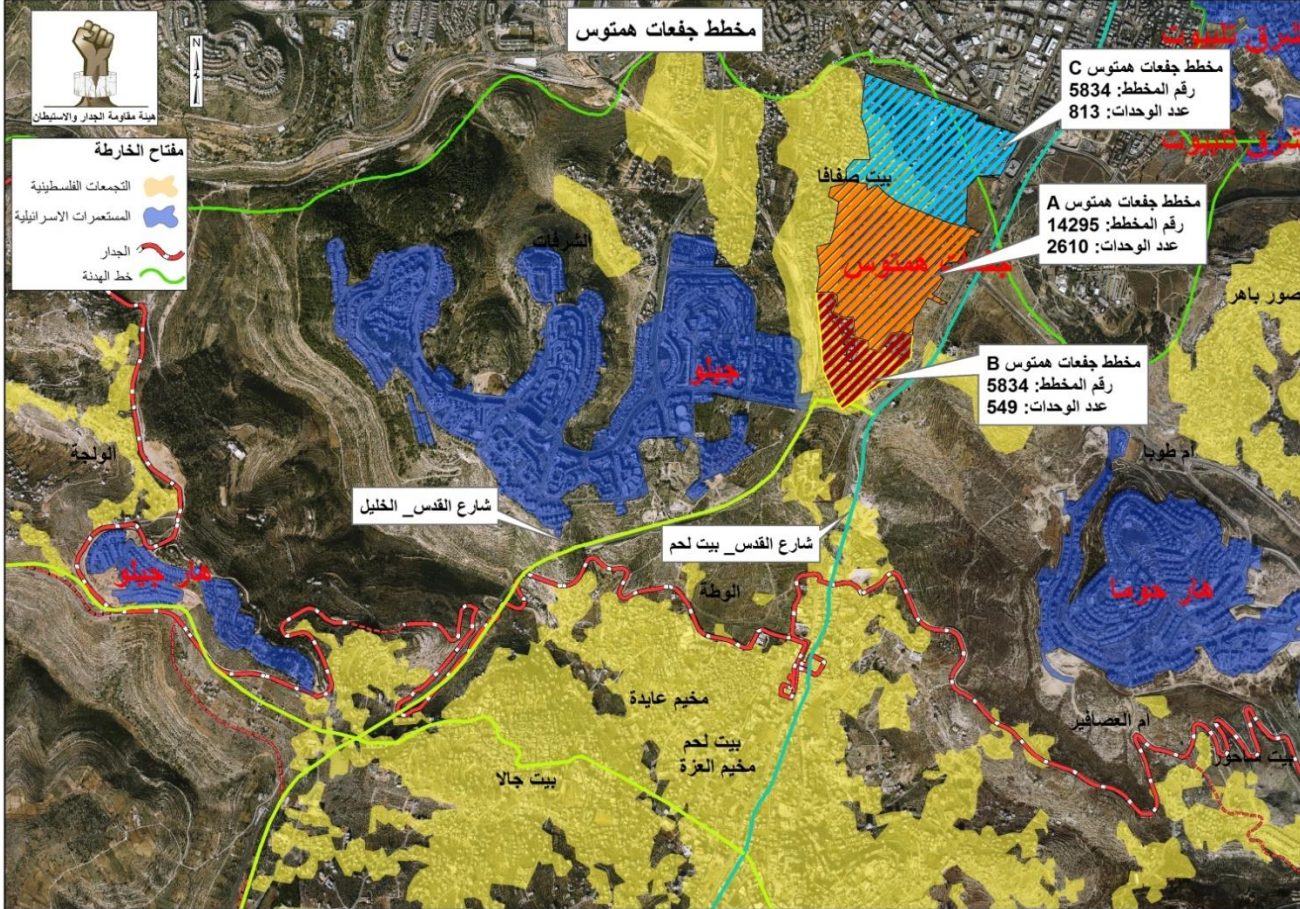 مخطط جفعات همتوس
هيئة مقاومة الجدار والاستيطان
N
مفتاح الخارطة
التجمعات الفلسطينية
المستعمرات الاسرائيلية
الجدار
خط الهدنة
شرق تلبيوت
مخطط جفعات همتوس C
رقم المخطط: 5834
عدد الوحدات: 813
شرق تلبيوت
بيت صفافا
مخطط جفعات همتوس A
رقم المخطط: 14295
عدد الوحدات: 2610
الشرفات
جفعات همتوس
صور باهر
مخطط جفعات همتوس B
رقم المخطط: 5834
عدد الوحدات: 549
جيلو
ام طوبا
الولجة
شارع القدس_ الخليل
شارع القدس_ بيت لحم
هار جيلو
الوطة
هار حوما
مخيم عايدة
ام العصافير
بيت لحم
مخيم العزة
بيت ساحور
بيت جالا